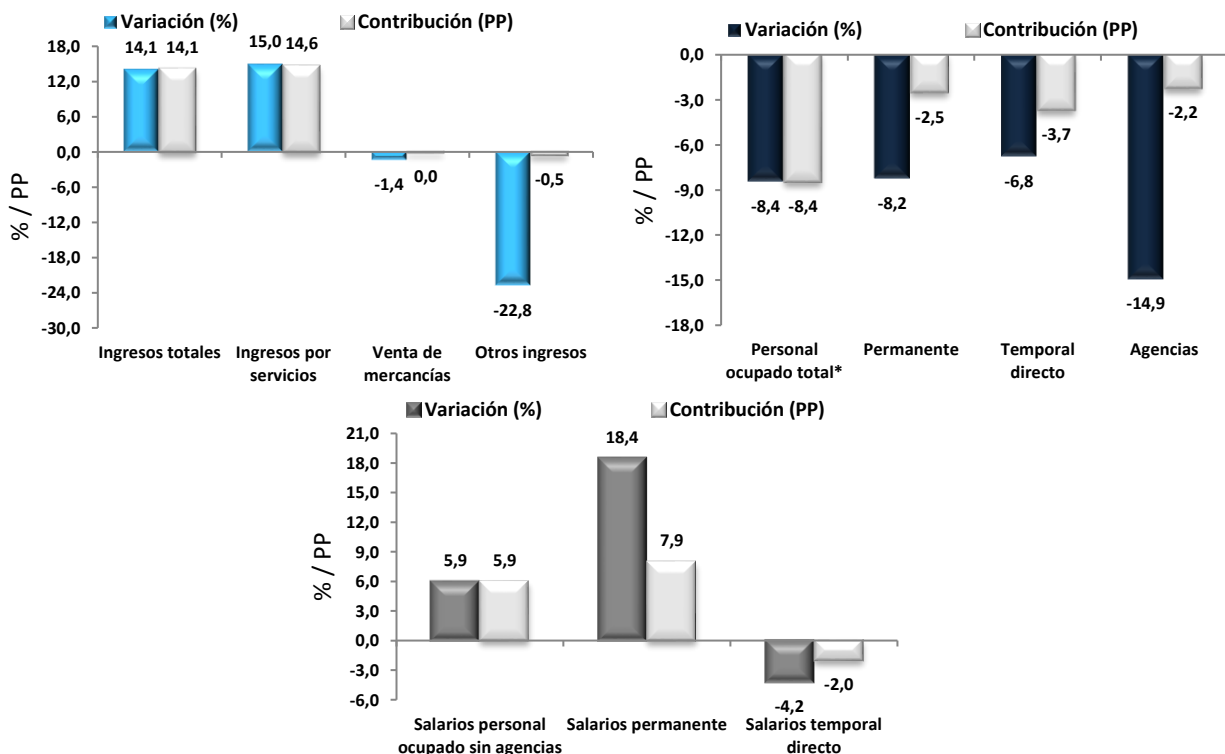 Variación (%) Contribución (PP)
% / PP
18,0
12,0
6,0
0,0
-6,0
-12,0
-18,0
-24,0
-30,0
14,1 14,1 15,0 14,6
-1,4 0,0 -22,8 -0,5
Ingresos totales Ingresos por servicios Venta de mercancías Otros ingresos
Variación (%) Contribución (PP)
% / PP
0,0
-3,0
-6,0
-9,0
-12,0
-15,0
-18,0
-8,4 -8,4 -8,2 -2,5 -6,8 -3,7 -14,9 -2,2
Personal ocupado total* Permanente Temporal directo Agencias
Variación (%) Contribución (PP)
% / PP
21,0
18,0
15,0
12,0
9,0
6,0
3,0
0,0
-3,0
-6,0
5,9 5,9 18,4 7,9 -4,2 -2,0
Salarios personal ocupado sin agencias Salarios permanente Salarios temporal directo